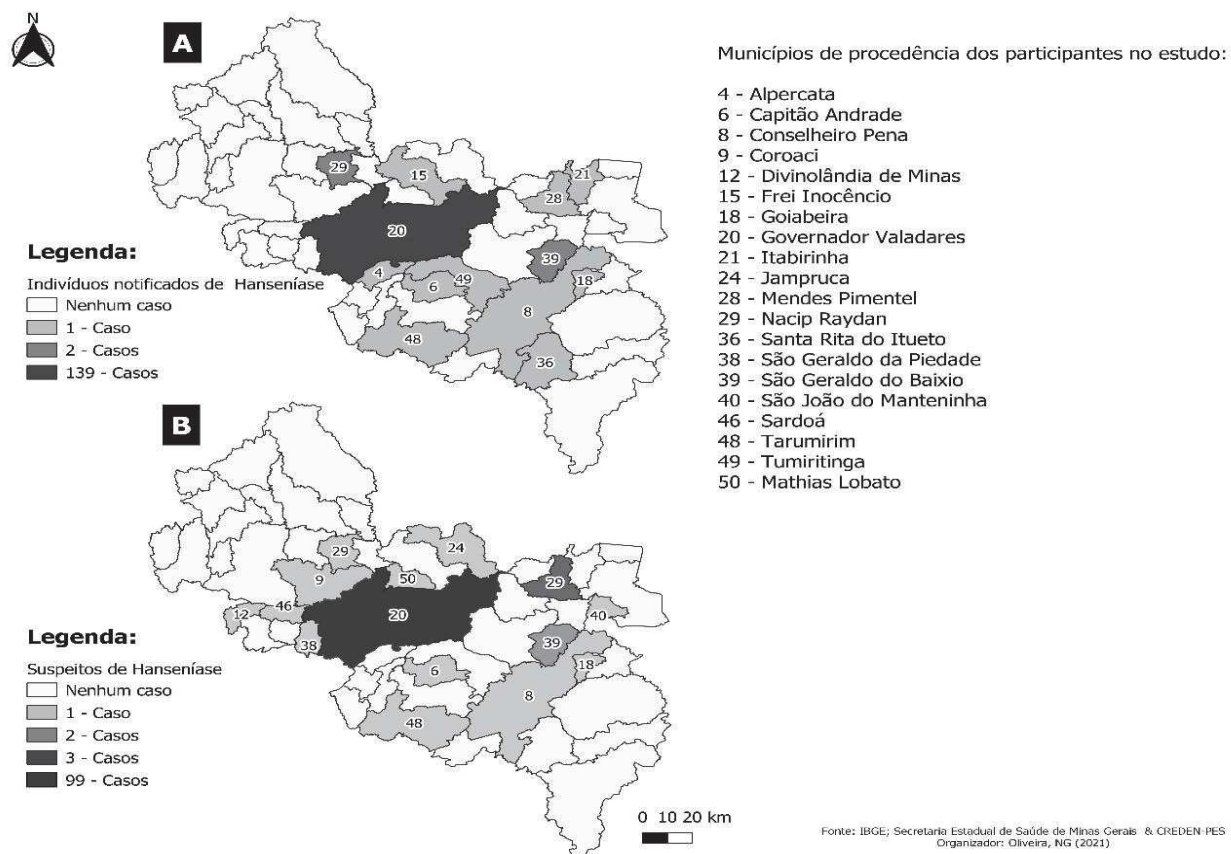 N
A
29
15
21
28
20
39
4
49
18
6
8
48
36
Legenda:
Indivíduos notificados de Hanseníase
Nenhum caso
1 - Caso
2 - Casos
139 - Casos
Municípios de procedência dos participantes no estudo:
4 - Alpercata
6 - Capitão Andrade
8 - Conselheiro Pena
9 - Coroaci
12 - Divinolândia de Minas
15 - Frei Inocêncio
18 - Goiabeira
20 - Governador Valadares
21 - Itabirinha
24 - Jampruca
28 - Mendes Pimentel
29 - Nacip Raydan
36 - Santa Rita do Itueto
38 - São Geraldo da Piedade
39 - São Geraldo do Baixio
40 - São João do Manteninha
46 - Sardoá
48 - Tarumirim
49 - Tumiritinga
50 - Mathias Lobato
B
29
24
9
50
29
46
12
20
40
38
39
18
6
8
48
Legenda:
Suspeitos de Hanseníase
Nenhum caso
1 - Caso
2 - Casos
3 - Casos
99 - Casos
0 10 20 km
Fonte: IBGE; Secretaria Estadual de Saúde de Minas Gerais & CREDEN-PES
Organizador: Oliveira, NG (2021)